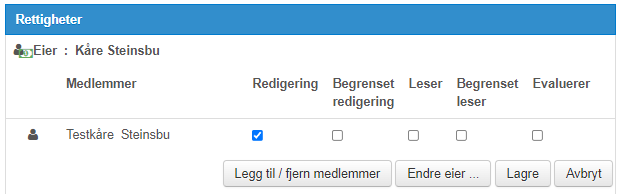 Rettigheter
Eier : Kåre Steinsbu
Medlemmer Redigering Begrenset redigering Leser Begrenset leser Evaluerer
Testkåre Steinsbu
Legg til / fjern medlemmer Endre eier ... Lagre Avbryt